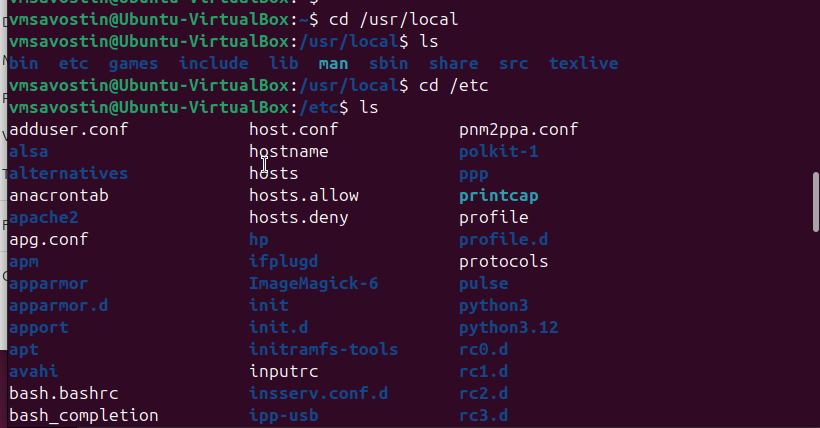 vmsavostin@Ubuntu-VirtualBox:~$ cd /usr/local
vmsavostin@Ubuntu-VirtualBox:/usr/local$ ls
bin etc games include lib man sbin share src texlive
vmsavostin@Ubuntu-VirtualBox:/usr/local$ cd /etc
vmsavostin@Ubuntu-VirtualBox:/etc$ ls
adduser.conf host.conf pnm2ppa.conf
alsa hostname polkit-1
alternatives hosts ppp
anacrontab hosts.allow printcap
apache2 hosts.deny profile
apg.conf hp profile.d
apm ifplugd protocols
apparmor ImageMagick-6 pulse
apparmor.d init python3
apport init.d python3.12
apt initramfs-tools rc0.d
avahi inputrc rc1.d
bash.bashrc insserv.conf.d rc2.d
bash_completion ipp-usb rc3.d